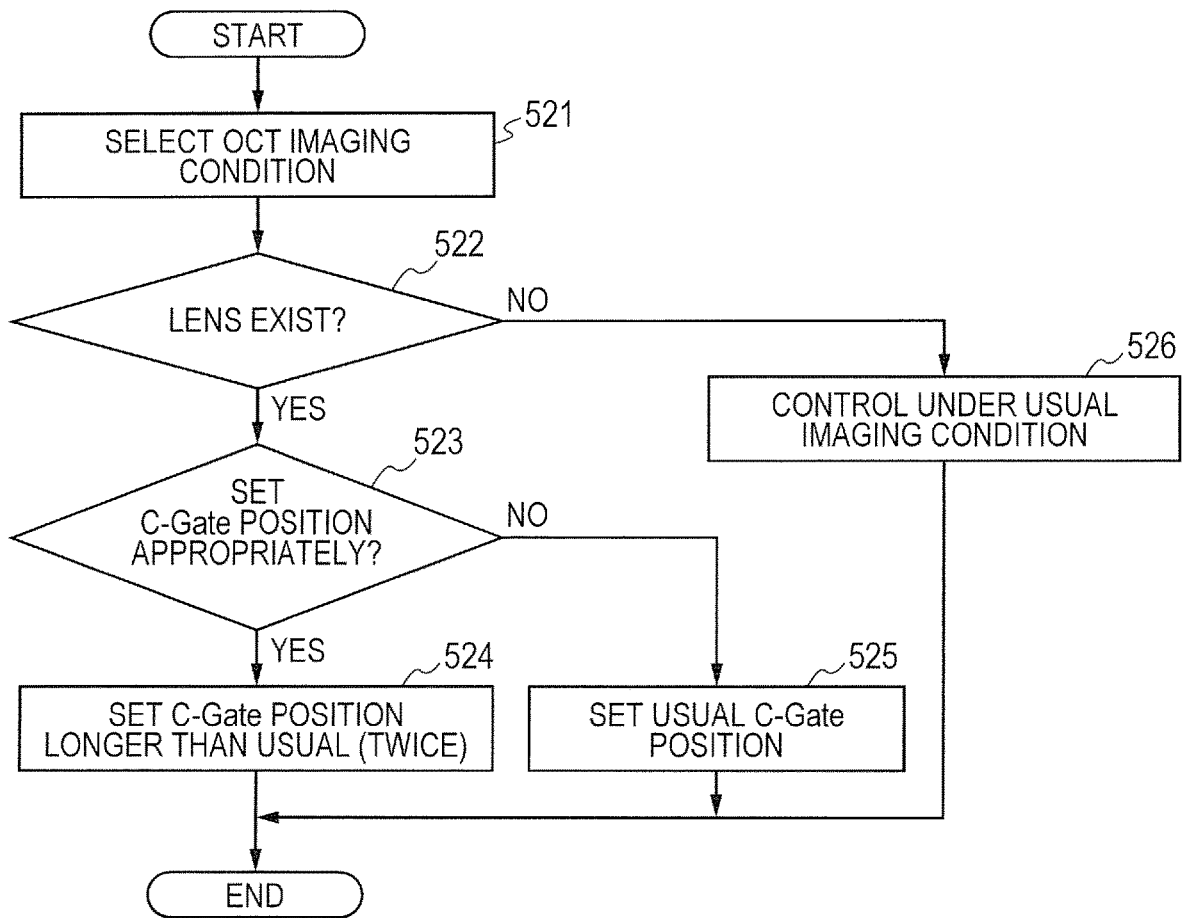 START
521
SELECT OCT IMAGING
CONDITION
522
LENS EXIST?
NO
YES
526
CONTROL UNDER USUAL
IMAGING CONDITION
523
SET
C-Gate POSITION
APPROPRIATELY?
NO
YES
524
SET C-Gate POSITION
LONGER THAN USUAL (TWICE)
525
SET USUAL C-Gate
POSITION
END